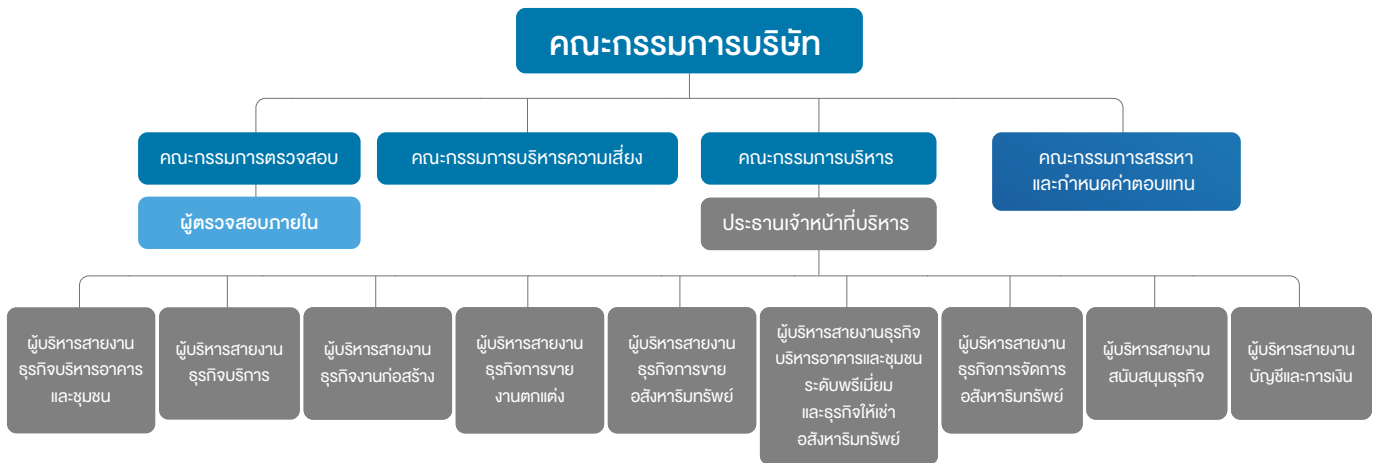 คณะกรรมการบริษัท
คณะกรรมการตรวจสอบ
คณะกรรมการบริหารความเสี่ยง
คณะกรรมการบริหาร
คณะกรรมการสรรหา
และกำหนดค่าตอบแทน
ผู้ตรวจสอบภายใน
ประธานเจ้าหน้าที่บริหาร
ผู้บริหารสายงาน
ธุรกิจบริหารอาคาร
และชุมชน
ผู้บริหารสายงาน
ธุรกิจบริการ
ผู้บริหารสายงาน
ธุรกิจงานก่อสร้าง
ผู้บริหารสายงาน
ธุรกิจการขาย
งานตกแต่ง
ผู้บริหารสายงาน
ธุรกิจการขาย
อสังหาริมทรัพย์
ผู้บริหารสายงานธุรกิจ
บริหารอาคารและชุมชน
ระดับพรีเมี่ยม
และธุรกิจให้เช่า
อสังหาริมทรัพย์
ผู้บริหารสายงาน
ธุรกิจการจัดการ
อสังหาริมทรัพย์
ผู้บริหารสายงาน
สนับสนุนธุรกิจ
ผู้บริหารสายงาน
บัญชีและการเงิน